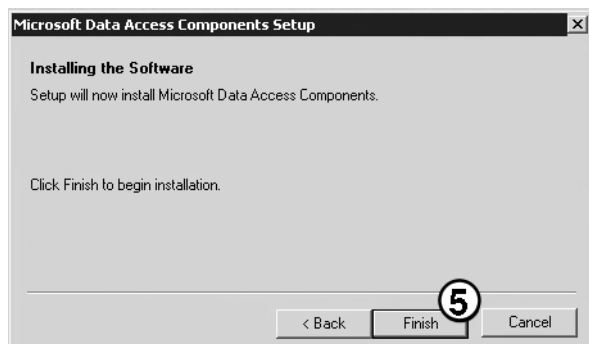 Microsoft Data Access Components Setup
Installing the Software
Setup will now install Microsoft Data Access Components.
Click Finish to begin installation.
5
< Back Finish Cancel